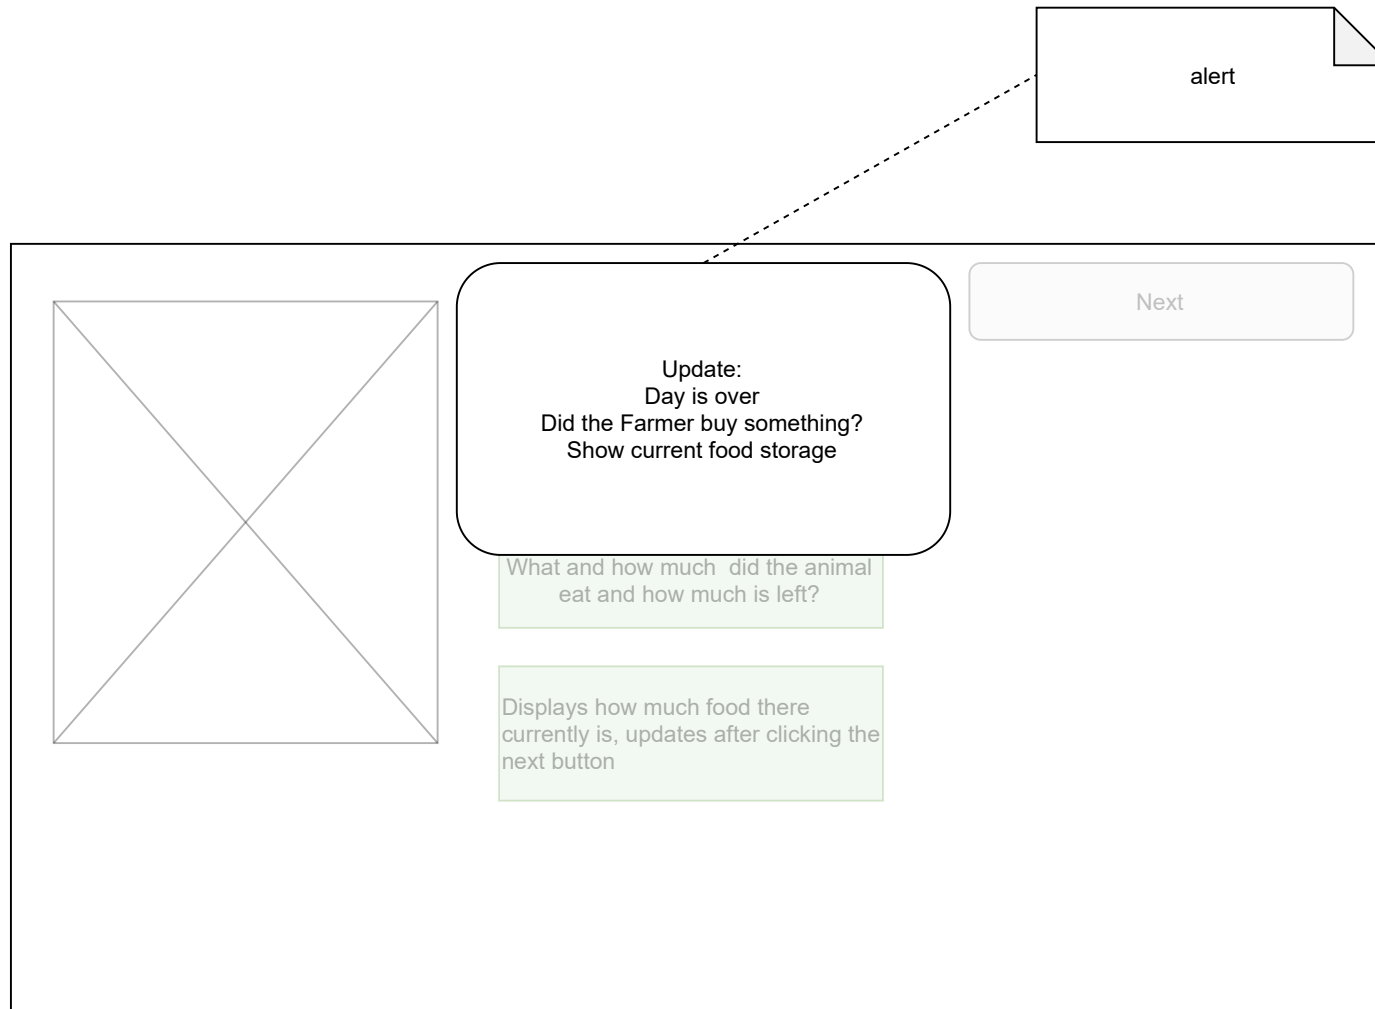 alert
Next
Update:
Day is over
Did the Farmer buy something?
Show current food storage
What and how much  did the animal
eat and how much is left?
Displays how much food there
currently is, updates after clicking the
next button